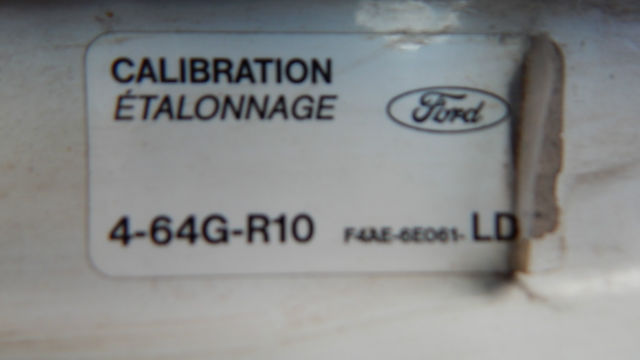 CALIBRATION
ÉTALONNAGE
Ford
4-64G-R10 F4AE-6E061-LD